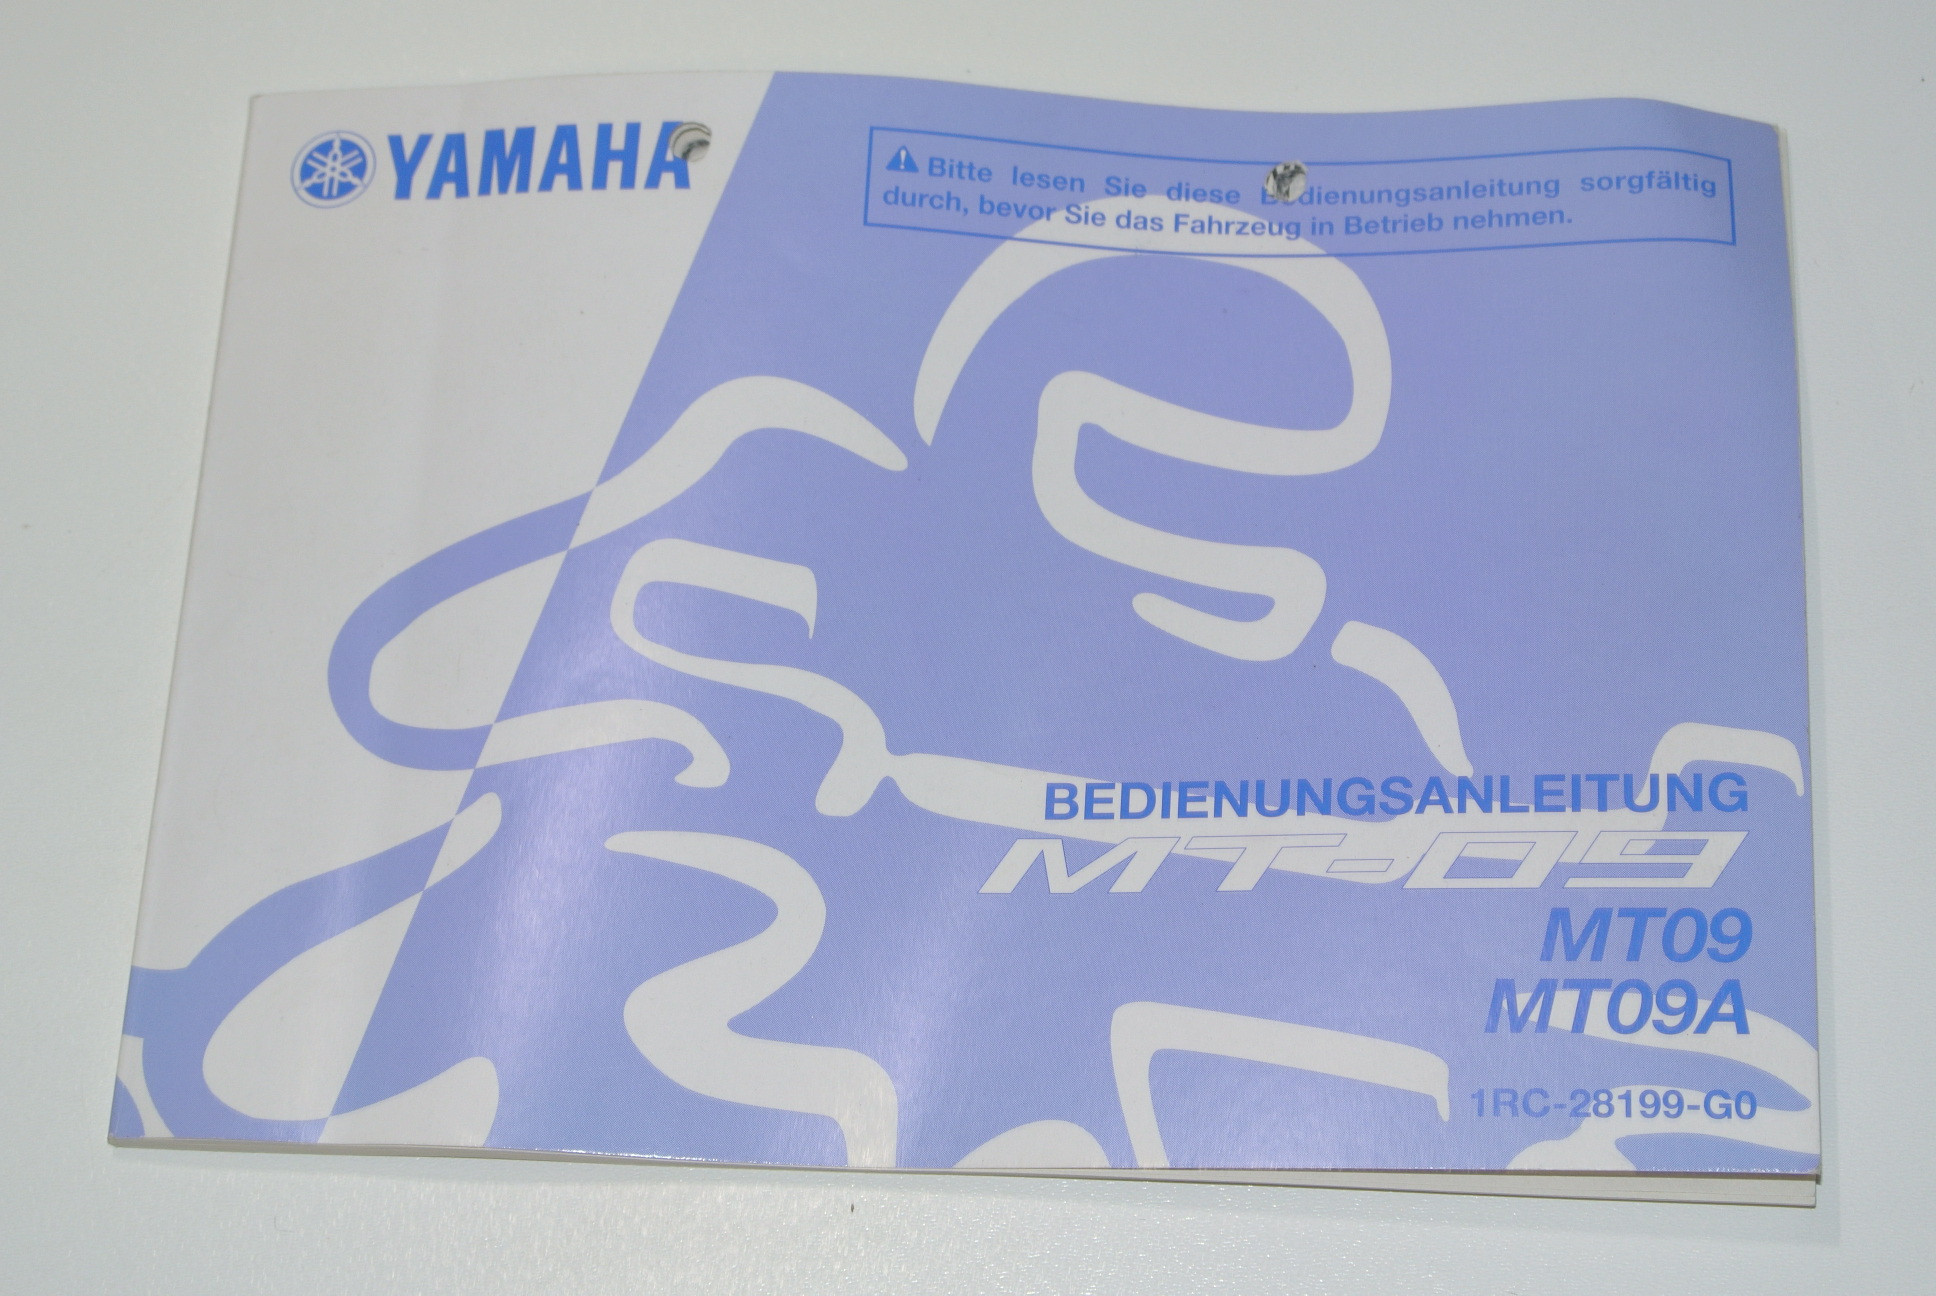 YAMAHA
Bitte lesen Sie diese Bedienungsanleitung sorgfältig
durch, bevor Sie das Fahrzeug in Betrieb nehmen.
BEDIENUNGSANLEITUNG
MT-09
MT09
MT09A
1RC-28199-G0